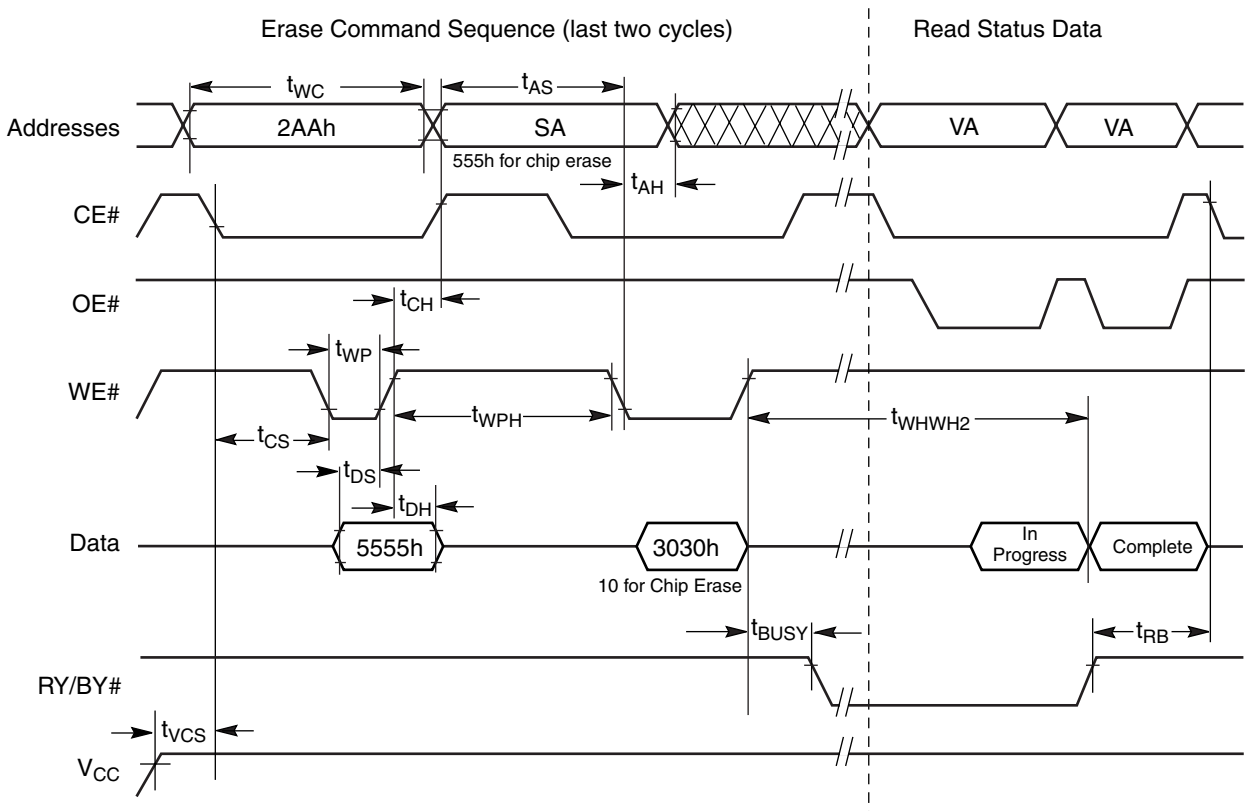 Erase Command Sequence (last two cycles)
Read Status Data
tWC
tAS
Addresses
2AAh
SA
VA
VA
555h for chip erase
tAH
CE#
OE#
tCH
tWP
WE#
tWPH
tWHWH2
tCS
tDS
tDH
Data
5555h
3030h
In
Progress
Complete
10 for Chip Erase
tBUSY
tRB
RY/BY#
tVCS
VCC